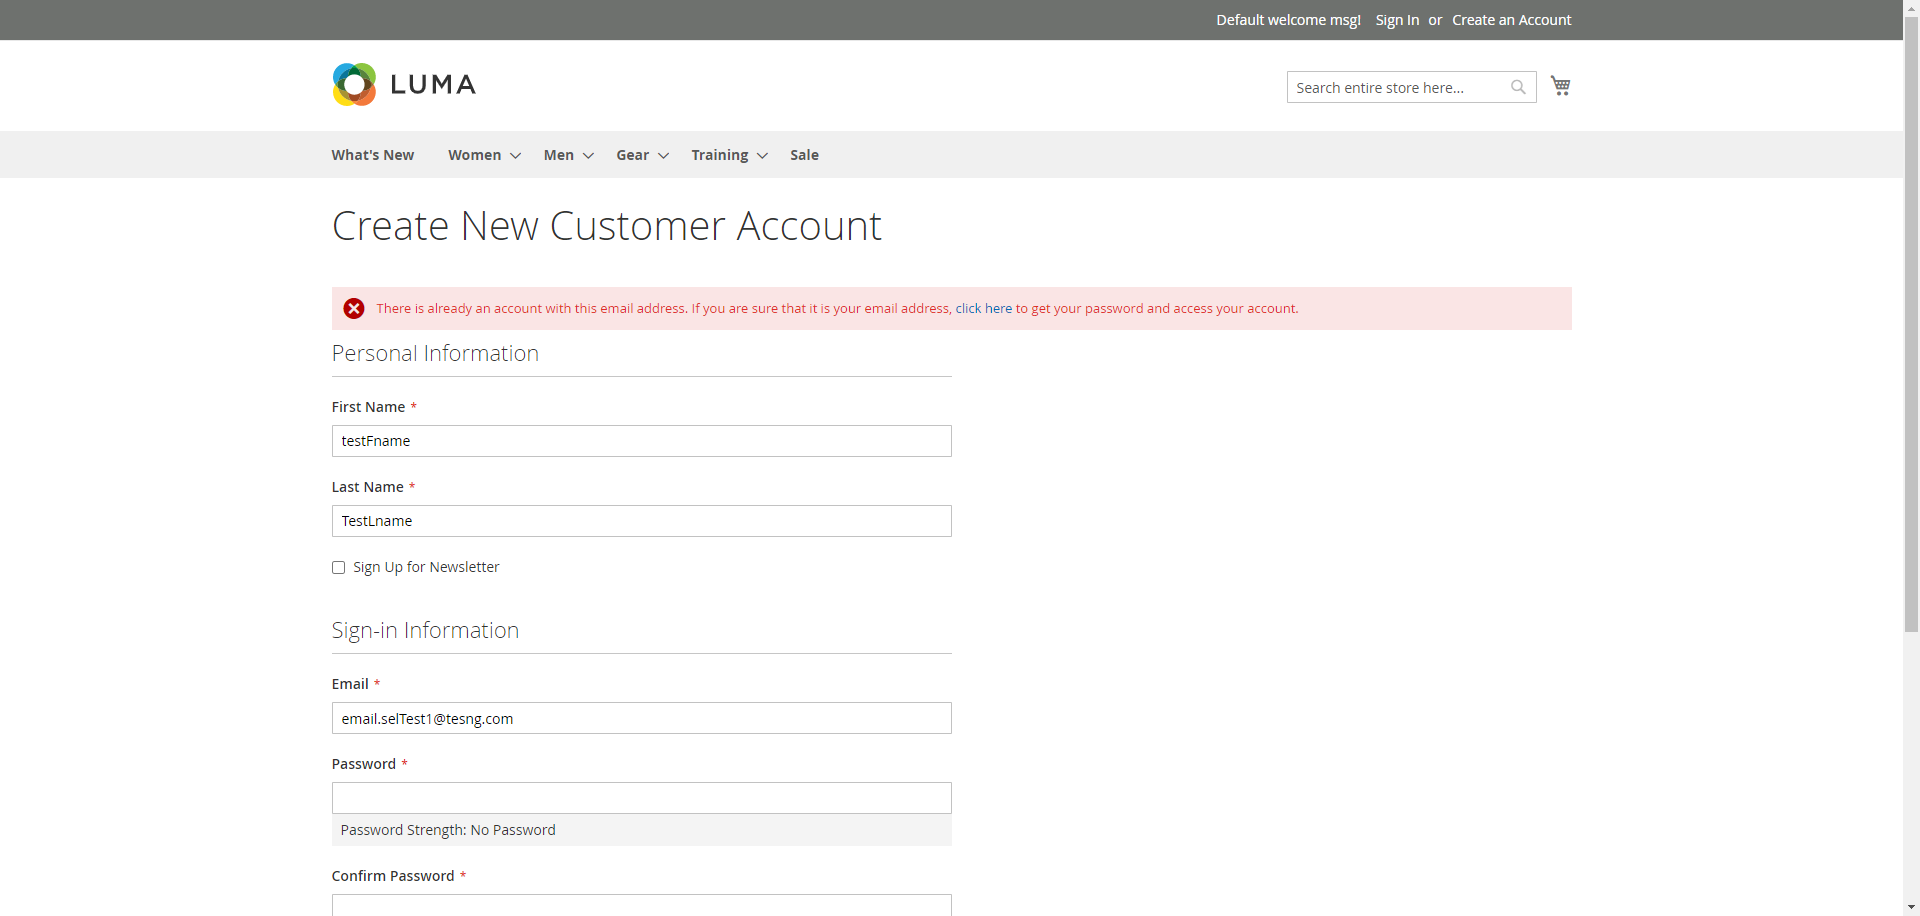 Default welcome msg! Sign In or Create an Account
LUMA
Search entire store here...
What's New Women Men Gear Training Sale
Create New Customer Account
There is already an account with this email address. If you are sure that it is your email address, click here to get your password and access your account.
Personal Information
First Name *
testFname
Last Name *
TestLname
Sign Up for Newsletter
Sign-in Information
Email *
email.selTest1@tesng.com
Password *
Password Strength: No Password
Confirm Password *